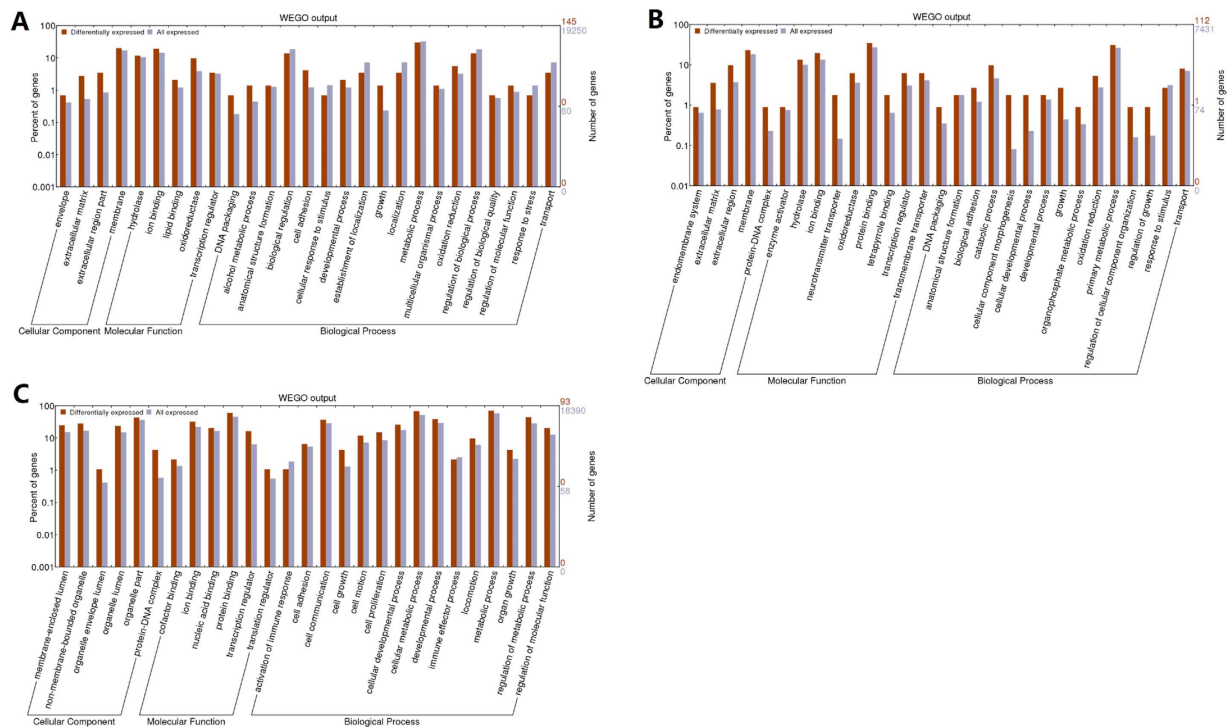 A
WEGO output
Differentially expressed
All expressed
Percent of genes
100
10
1
0.1
0.01
0.001
145
19250
0
60
0
0
Number of genes
envelope
extracellular matrix
extracellular region part
membrane
hydrolase
ion binding
lipid binding
oxidoreductase
transcription regulator
DNA packaging
alcohol metabolic process
anatomical structure formation
biological regulation
cell adhesion
cellular response to stimulus
developmental process
establishment of localization
growth
localization
metabolic process
multicellular organismal process
oxidation reduction
regulation of biological process
regulation of biological quality
regulation of molecular function
response to stress
transport
Cellular Component
Molecular Function
Biological Process
B
WEGO output
Differentially expressed
All expressed
Percent of genes
100
10
1
0.1
0.01
112
7431
1
74
0
0
Number of genes
endomembrane system
extracellular matrix
extracellular region
membrane
protein-DNA complex
enzyme activator
hydrolase
ion binding
neurotransmitter transporter
oxidoreductase
protein binding
tetrapyrrole binding
transcription regulator
transmembrane transporter
DNA packaging
anatomical structure formation
biological adhesion
catabolic process
cellular component morphogenesis
cellular developmental process
developmental process
growth
organophosphate metabolic process
oxidation reduction
primary metabolic process
regulation of cellular component organization
regulation of growth
response to stimulus
transport
Cellular Component
Molecular Function
Biological Process
C
WEGO output
Differentially expressed
All expressed
Percent of genes
100
10
1
0.1
0.01
0.001
93
18390
0
58
0
0
Number of genes
membrane-enclosed lumen
non-membrane-bounded organelle
organelle envelope lumen
organelle lumen
organelle part
protein-DNA complex
cofactor binding
ion binding
nucleic acid binding
protein binding
transcription regulator
translation regulator
activation of immune response
cell adhesion
cell communication
cell growth
cell motion
cell proliferation
cellular developmental process
cellular metabolic process
developmental process
immune effector process
locomotion
metabolic process
organ growth
regulation of metabolic process
regulation of molecular function
Cellular Component
Molecular Function
Biological Process